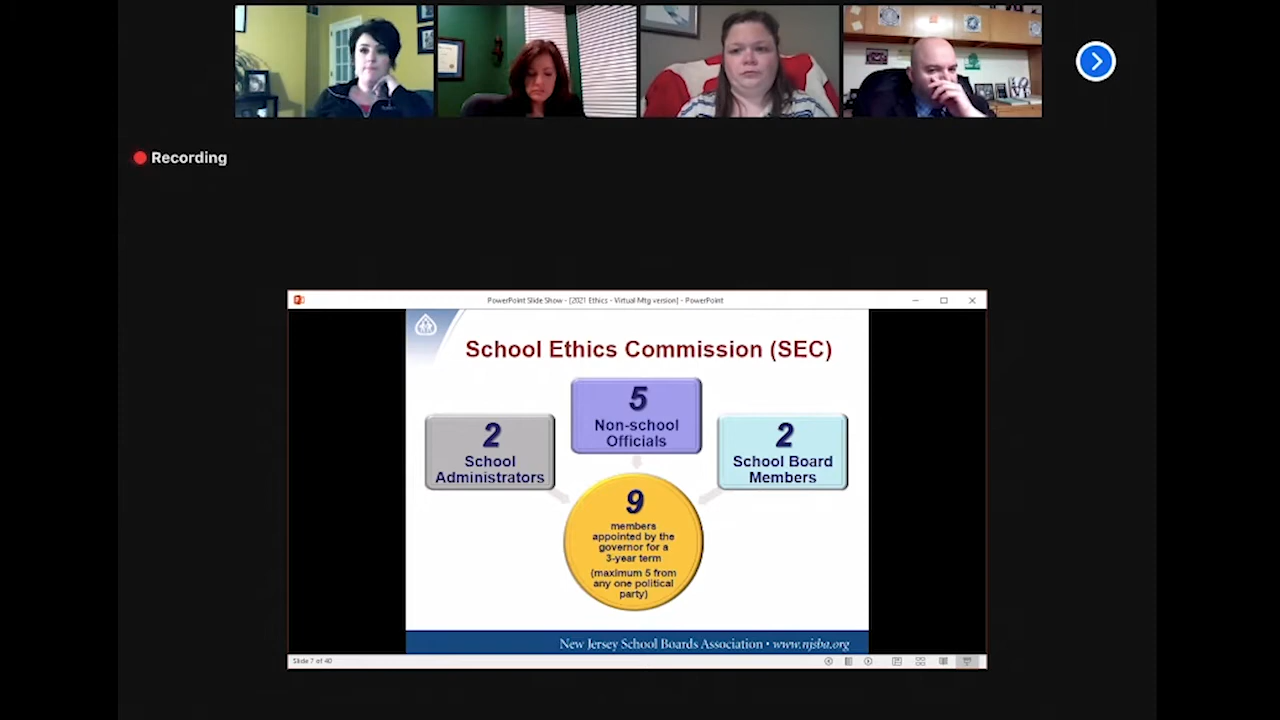 Recording
PowerPoint Slide Show - [2021 Ethics - Virtual Mtg version] - PowerPoint
School Ethics Commission (SEC)
5
Non-school
Officials
2
School
Administrators
2
School Board
Members
9
members
appointed by the
governor for a
3-year term
(maximum 5 from
any one political
party)
New Jersey School Boards Association • www.njsba.org
Slide 7 of 40